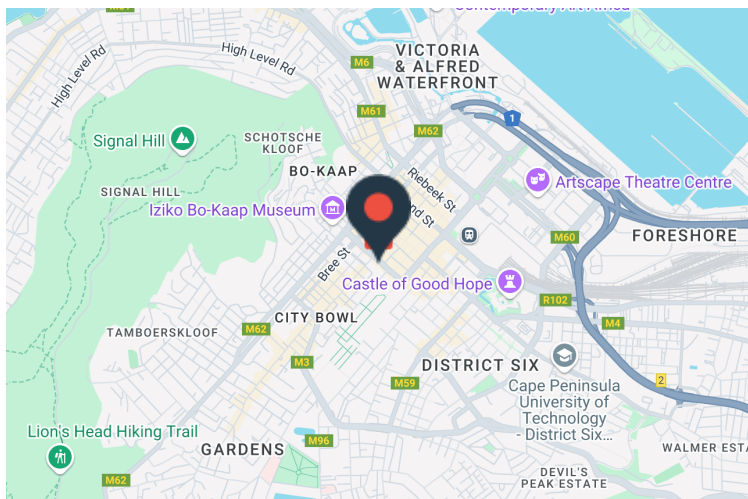 Contemporary Art Africa
High Level Rd
High Level Rd
VICTORIA
& ALFRED
WATERFRONT
M6
M61
1
M62
Signal Hill
SCHOTSCHE
KLOOF
BO-KAAP
Riebeek St
Artscape Theatre Centre
SIGNAL HILL
Iziko Bo-Kaap Museum
nd St
M60
FORESHORE
Bree St
Castle of Good Hope
R102
CITY BOWL
M62
M4
TAMBOERSKLOOF
M3
DISTRICT SIX
M59
2
Cape Peninsula
University of
Technology
- District Six...
Lion's Head Hiking Trail
M96
GARDENS
WALMER ESTA
M62
DEVIL'S
PEAK ESTATE